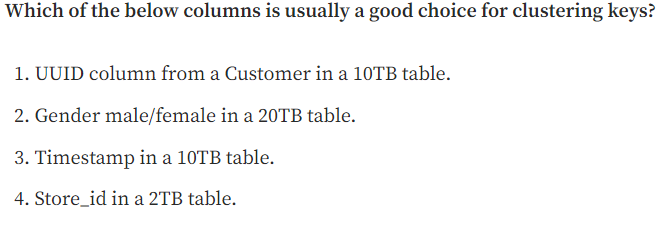 Which of the below columns is usually a good choice for clustering keys?
1. UUID column from a Customer in a 10TB table.
2. Gender male/female in a 20TB table.
3. Timestamp in a 10TB table.
4. Store_id in a 2TB table.